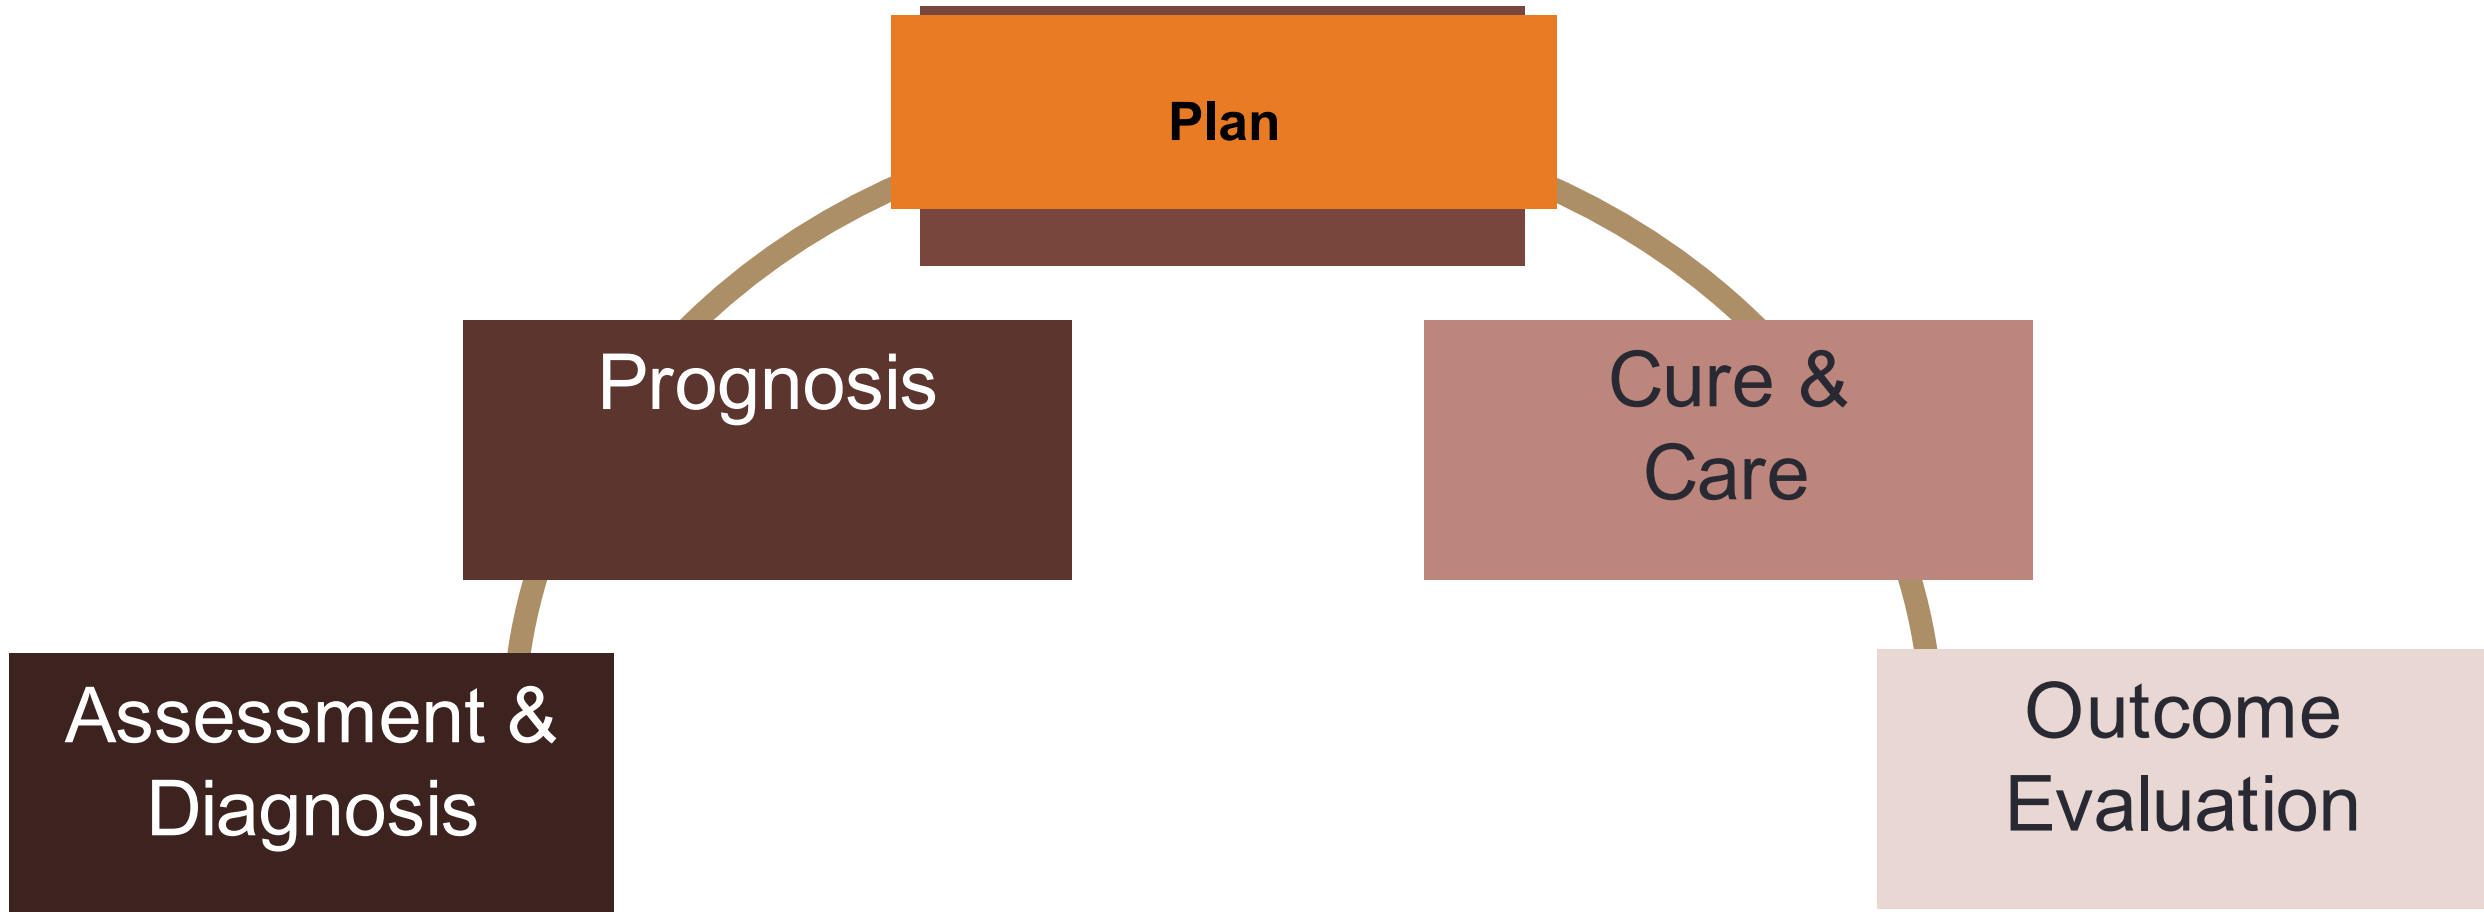 Plan
Prognosis
Cure &
Care
Assessment &
Diagnosis
Outcome
Evaluation